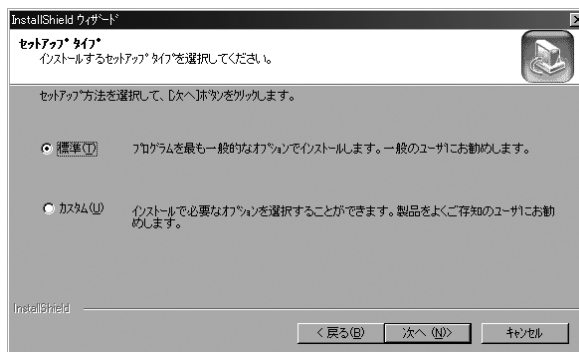 InstallShield ウィザード
セットアップ タイプ
インストールするセットアップ タイプを選択してください。
セットアップ方法を選択して、[次へ]ボタンをクリックします。
標準(T) プログラムを最も一般的なオプションでインストールします。一般のユーザにお勧めします。
カスタム(U) インストールで必要なオプションを選択することができます。製品をよくご存知のユーザにお勧
めします。
InstallShield
< 戻る(B) 次へ (N)> キャンセル